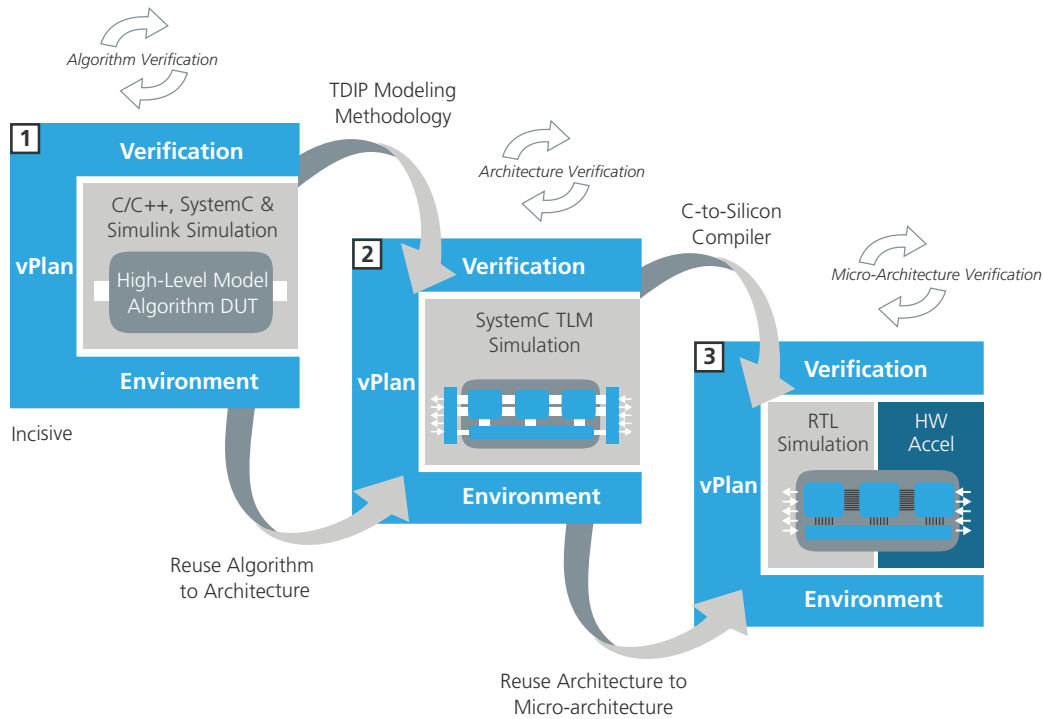 Algorithm Verification
TDIP Modeling
Methodology
1
Verification
C/C++, SystemC &
Simulink Simulation
vPlan
High-Level Model
Algorithm DUT
Environment
Incisive
Reuse Algorithm
to Architecture
Architecture Verification
C-to-Silicon
Compiler
2
Verification
SystemC TLM
Simulation
vPlan
Environment
Reuse Architecture to
Micro-architecture
Micro-Architecture Verification
3
Verification
RTL
Simulation
HW
Accel
vPlan
Environment